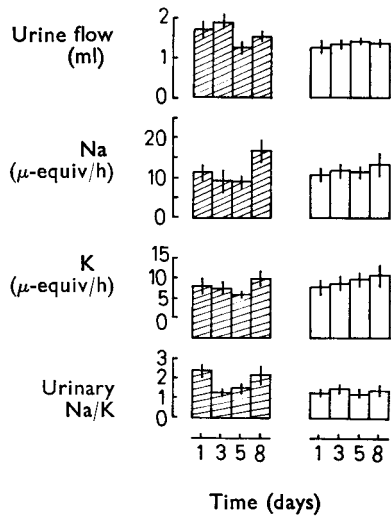 Urine flow
(ml)
2
1
0
Na
(μ-equiv/h)
20
10
0
K
(μ-equiv/h)
15
10
5
0
Urinary
Na/K
3
2
1
0
1 3 5 8 1 3 5 8
Time (days)